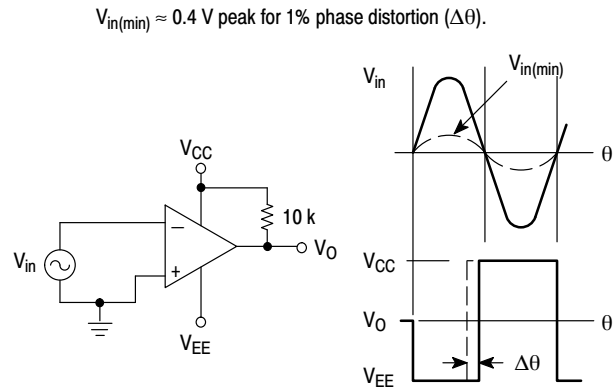 V_in(min) ≈ 0.4 V peak for 1% phase distortion (Δθ).
V_in
V_in(min)
θ
V_CC
10 k
V_O
−
+
V_in
V_EE
V_CC
V_O
θ
V_EE
Δθ